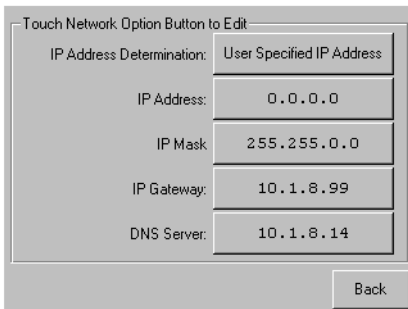 Touch Network Option Button to Edit
IP Address Determination: User Specified IP Address
IP Address: 0.0.0.0
IP Mask 255.255.0.0
IP Gateway: 10.1.8.99
DNS Server: 10.1.8.14
Back